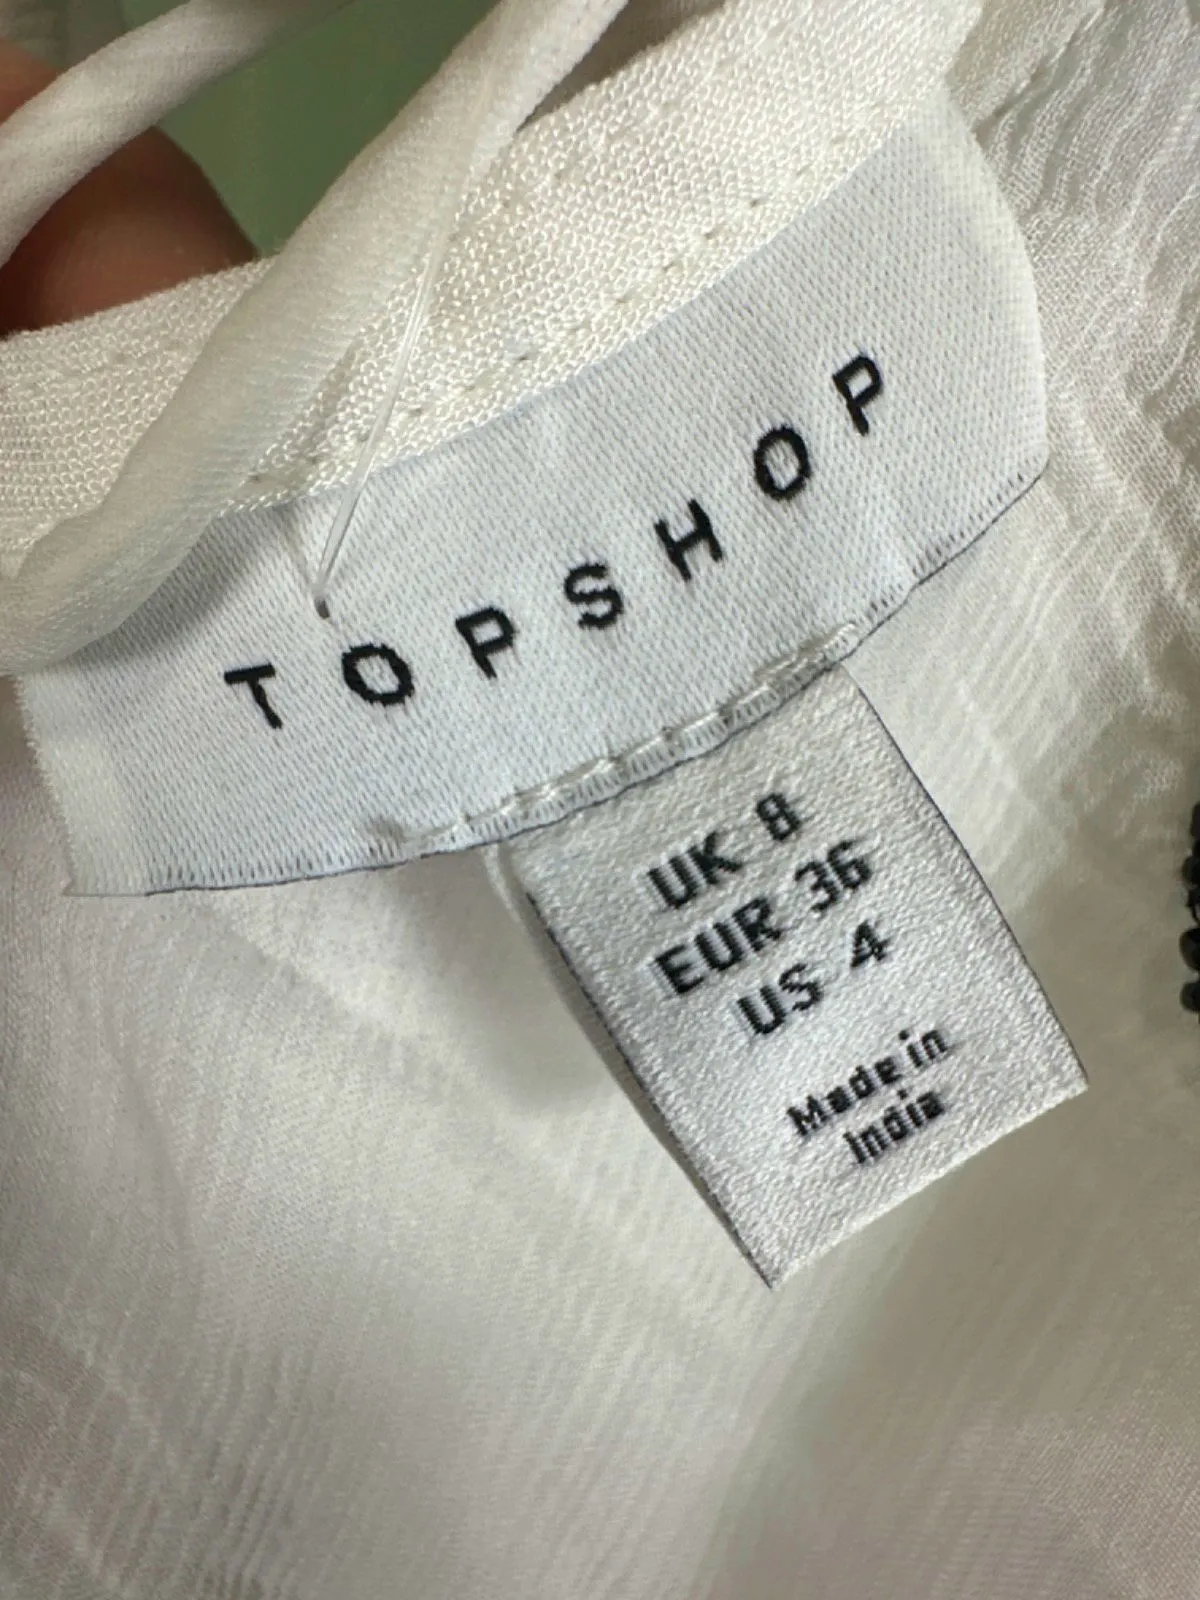 TOPSHOP
UK 8
EUR 36
US 4
Made in
India